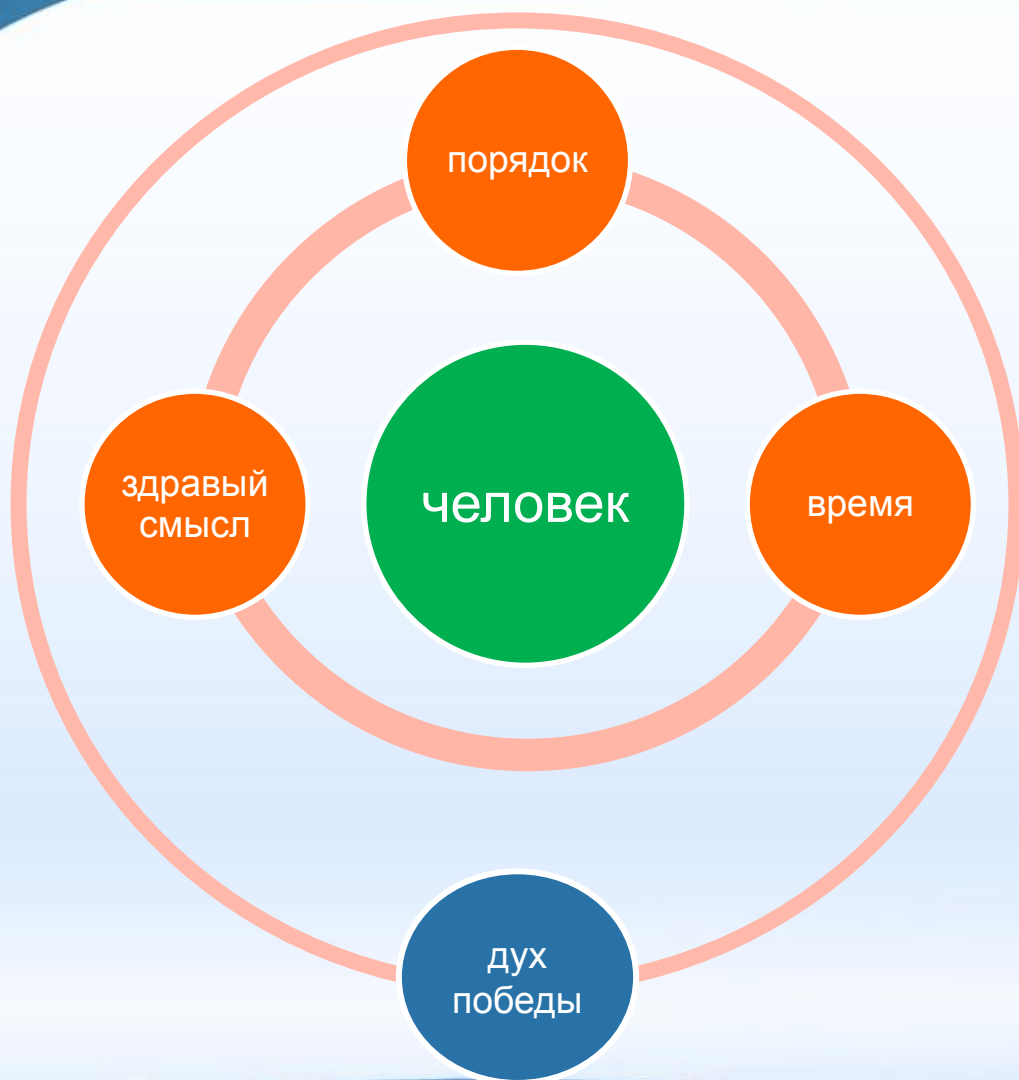 порядок
здравый
смысл
человек
время
дух
победы